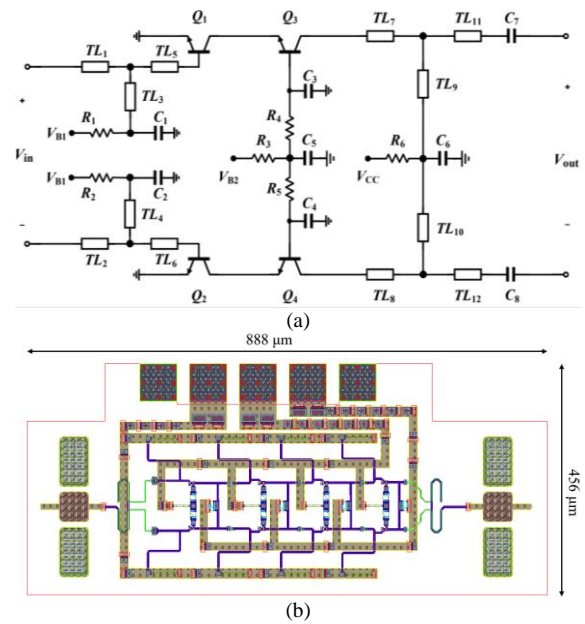 Q1 Q3 TL7 TL11 C7
TL1 TL5
+ TL3 C3 TL9 +
R1 C1 R4
VB1 R3 C5 R6 C6
Vin Vout
VB1 VB2 VCC
R2 C2 R5
TL4 C4 TL10
− −
TL2 TL6 TL8 TL12 C8
Q2 Q4
(a)
888 μm
456 μm
(b)